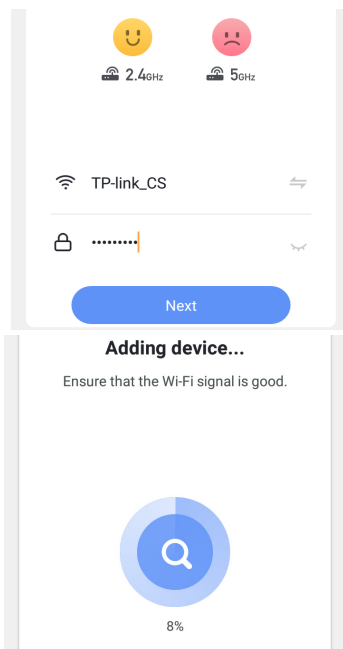 2.4GHz 5GHz
TP-link_CS
•••••••••
Next
Adding device...
Ensure that the Wi-Fi signal is good.
8%